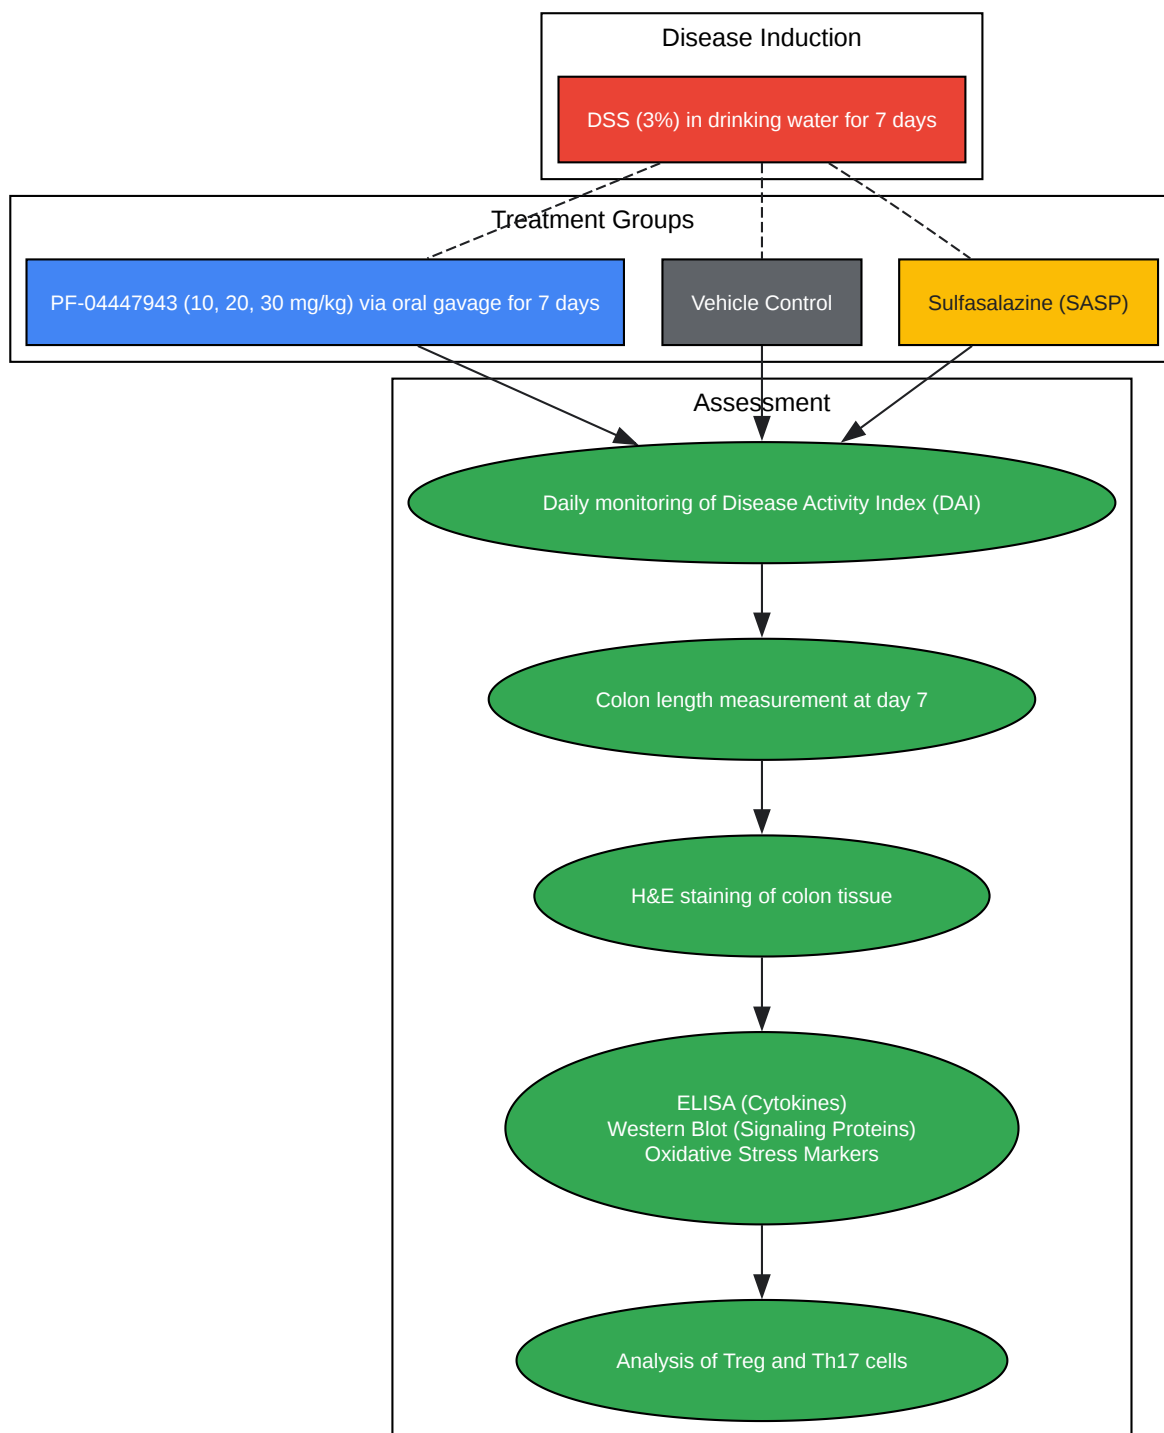 Disease Induction
DSS (3%) in drinking water for 7 days
Treatment Groups
PF-04447943 (10, 20, 30 mg/kg) via oral gavage for 7 days
Vehicle Control
Sulfasalazine (SASP)
Assessment
Daily monitoring of Disease Activity Index (DAI)
Colon length measurement at day 7
H&E staining of colon tissue
ELISA (Cytokines)
Western Blot (Signaling Proteins)
Oxidative Stress Markers
Analysis of Treg and Th17 cells